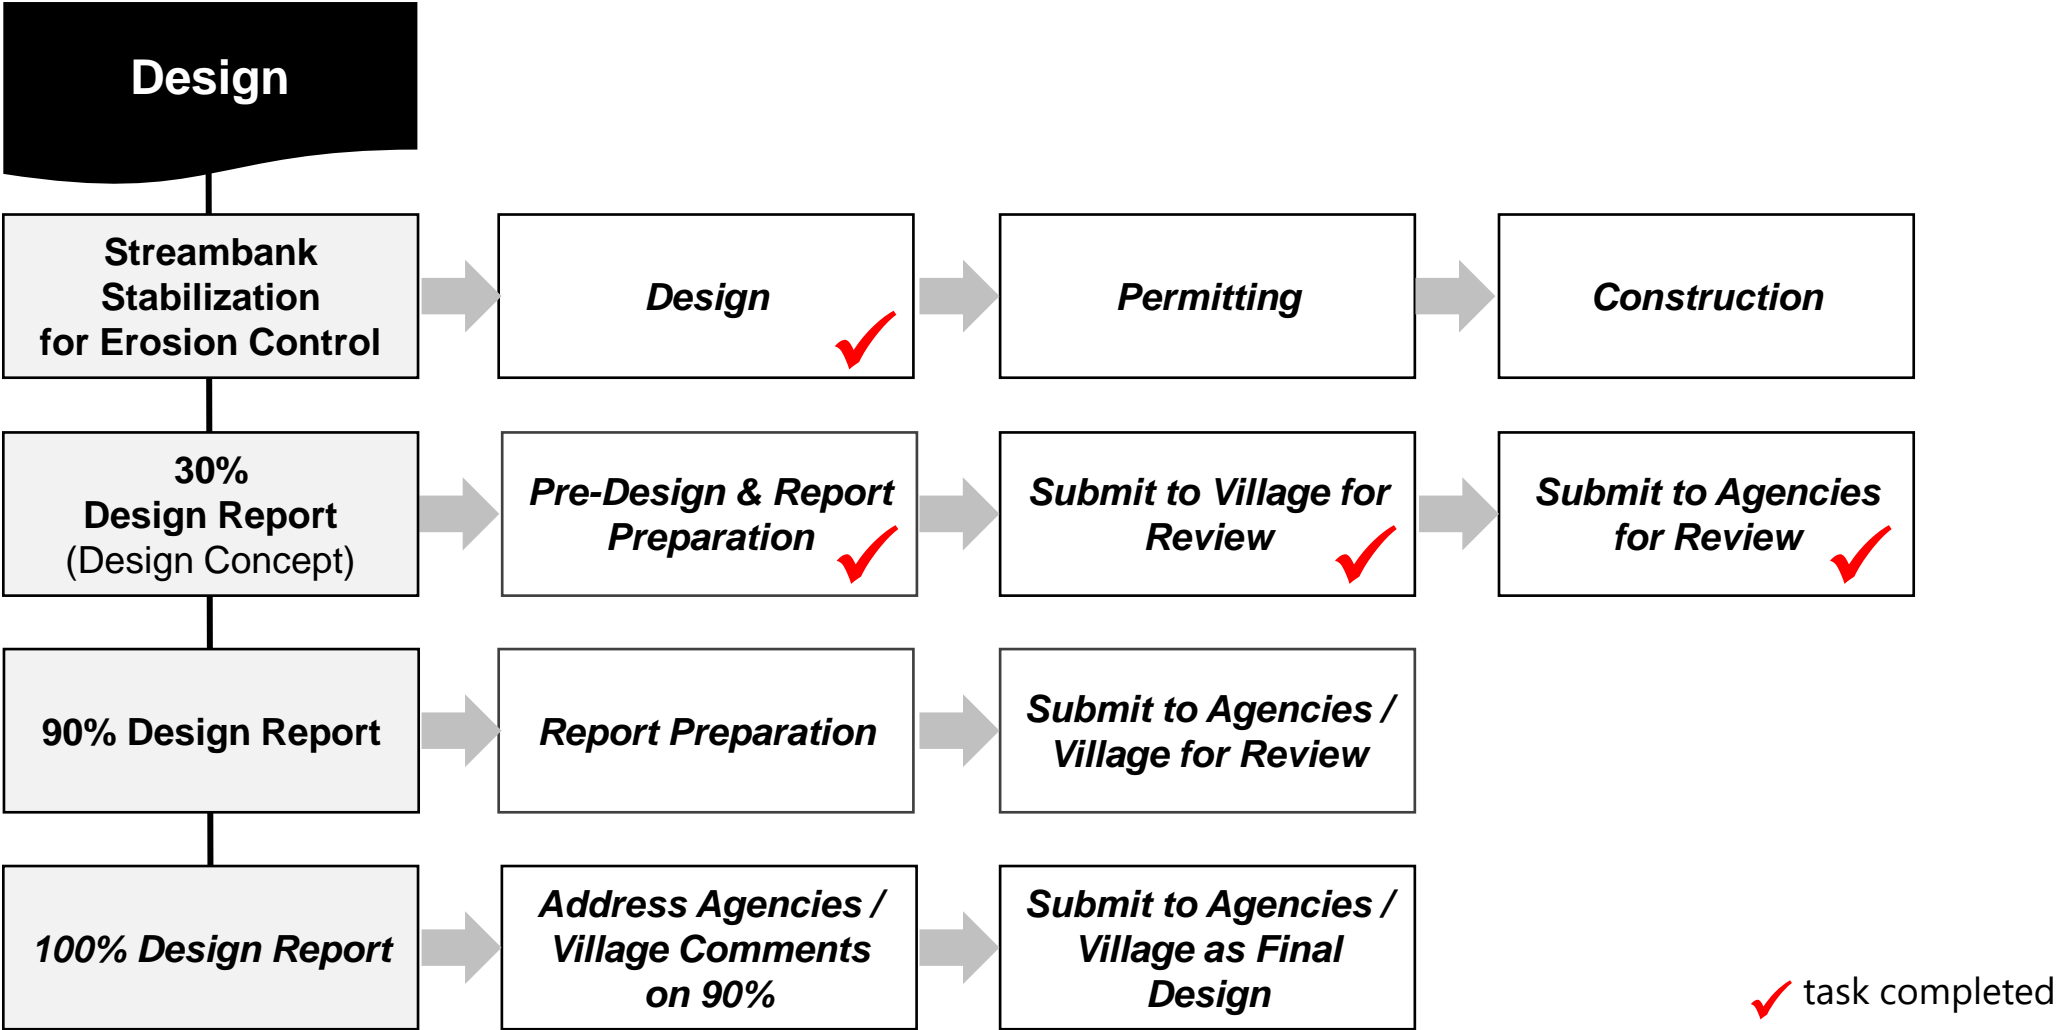 Design
Streambank
Stabilization
for Erosion Control
Design
Permitting
Construction
30%
Design Report
(Design Concept)
Pre-Design & Report
Preparation
Submit to Village for
Review
Submit to Agencies
for Review
90% Design Report
Report Preparation
Submit to Agencies /
Village for Review
100% Design Report
Address Agencies /
Village Comments
on 90%
Submit to Agencies /
Village as Final
Design
task completed